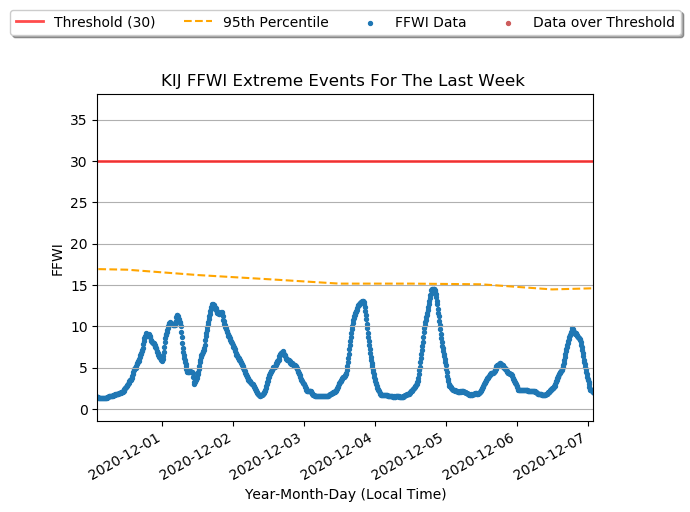 Threshold (30) 95th Percentile FFWI Data Data over Threshold
KIJ FFWI Extreme Events For The Last Week
35
30
25
20
15
10
5
0
FFWI
2020-12-01 2020-12-02 2020-12-03 2020-12-04 2020-12-05 2020-12-06 2020-12-07
Year-Month-Day (Local Time)